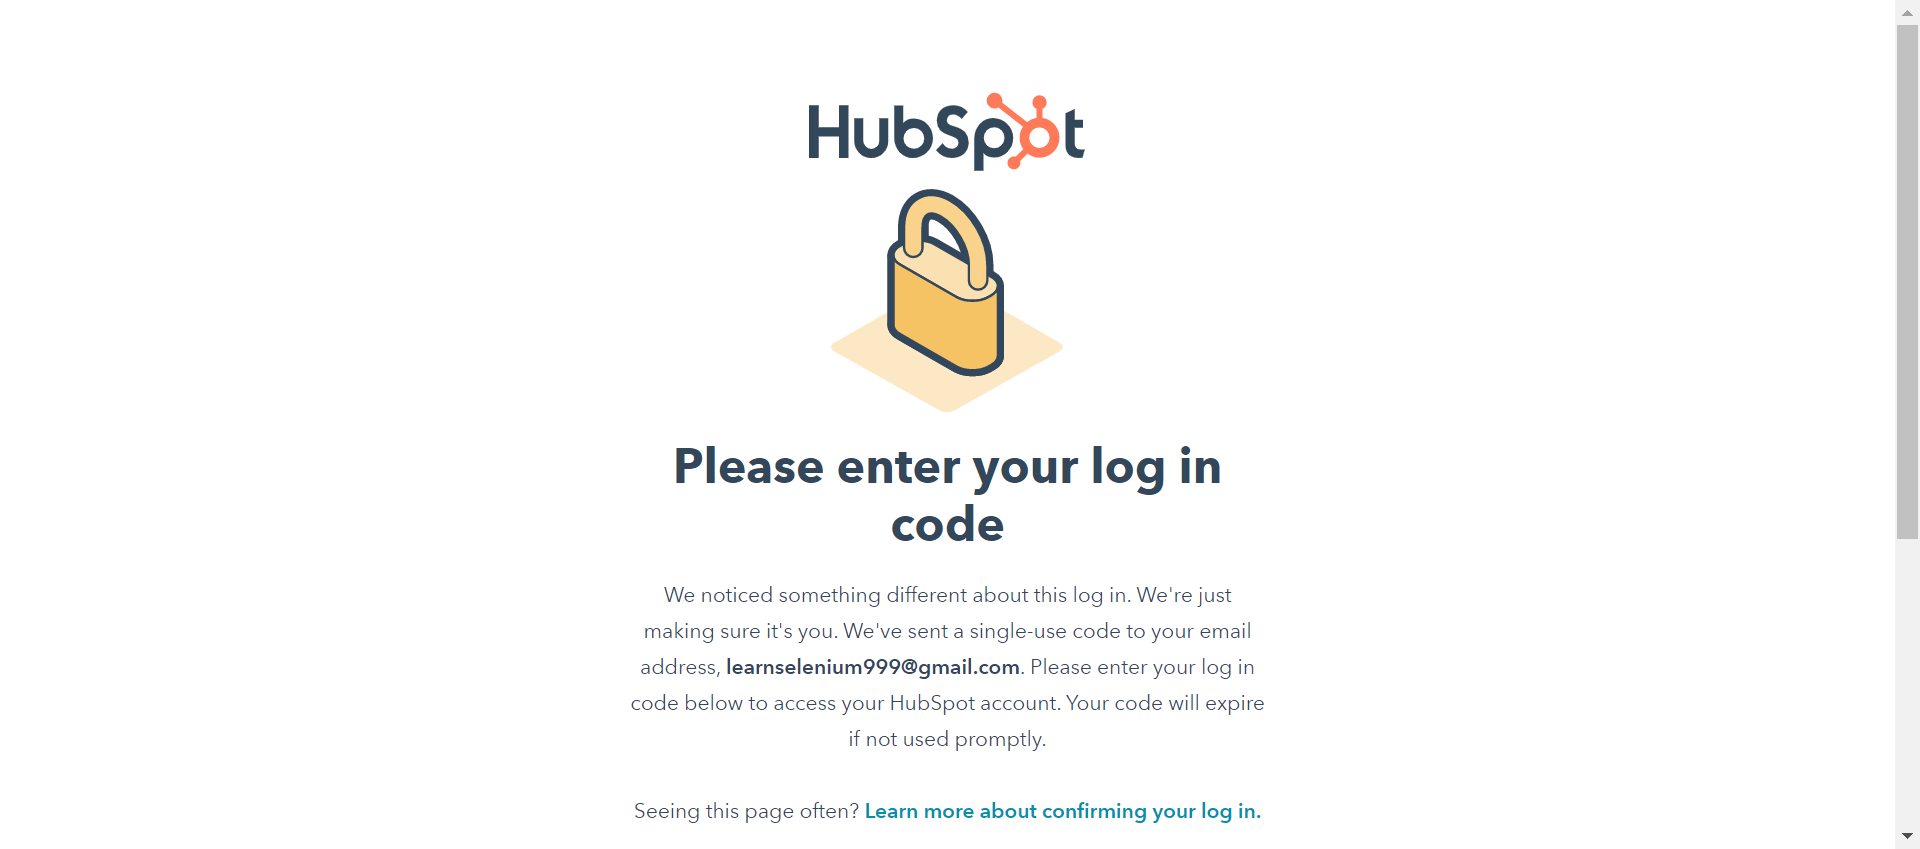 HubSpot
Please enter your log in
code
We noticed something different about this log in. We're just
making sure it's you. We've sent a single-use code to your email
address, learnselenium999@gmail.com. Please enter your log in
code below to access your HubSpot account. Your code will expire
if not used promptly.
Seeing this page often? Learn more about confirming your log in.